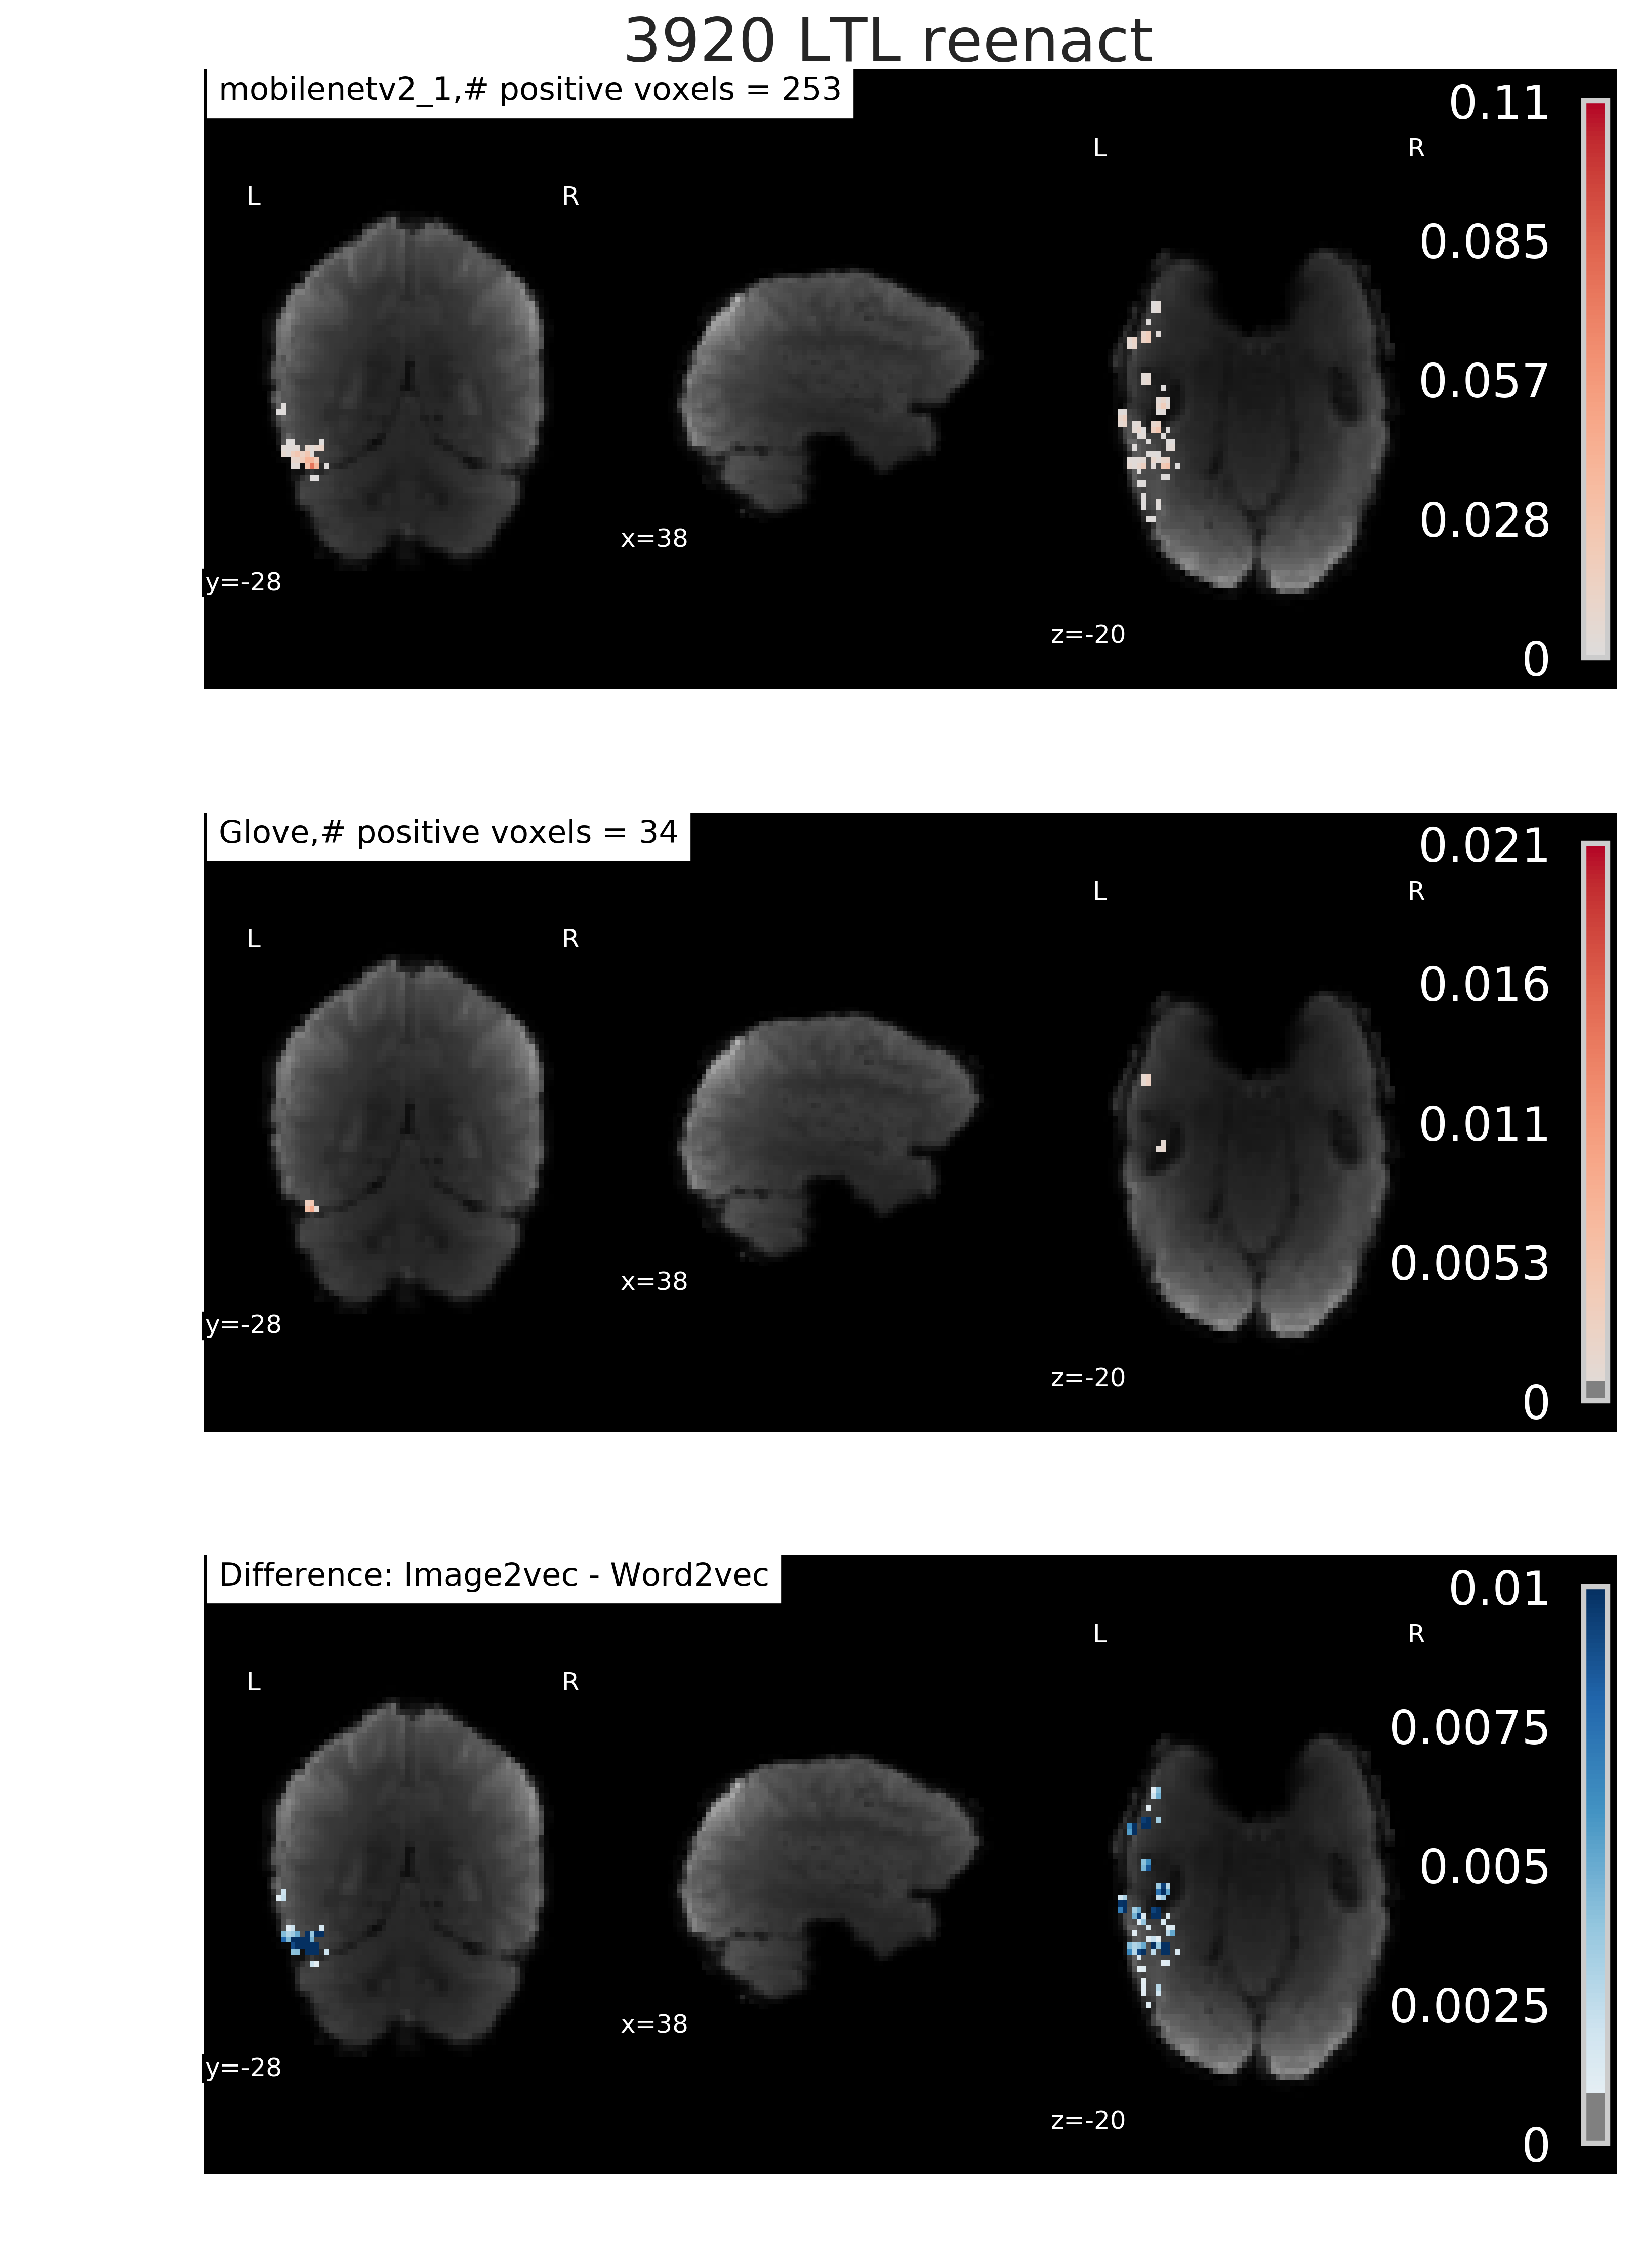 3920 LTL reenact
mobilenetv2_1,# positive voxels = 253
0.11
L R
L R
0.085
0.057
0.028
x=38
y=-28
z=-20
0
Glove,# positive voxels = 34
0.021
L R
L R
0.016
0.011
0.0053
x=38
y=-28
z=-20
0
Difference: Image2vec - Word2vec
0.01
L R
L R
0.0075
0.005
0.0025
x=38
y=-28
z=-20
0